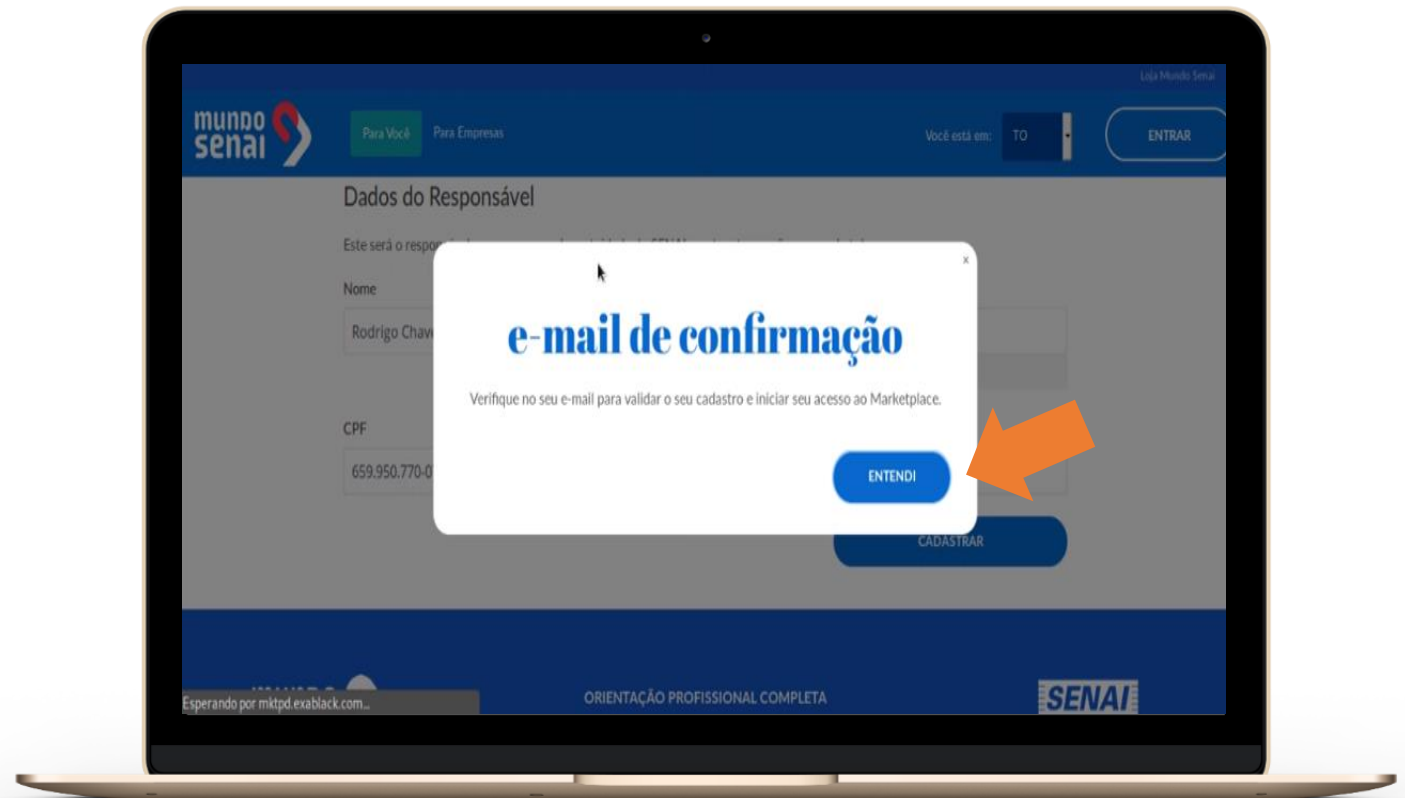 Loja Mundo Senai
mundo
senai
Para Você
Para Empresas
Você está em:
TO
ENTRAR
Dados do Responsável
Este será o
Nome
Rodrigo
x
e-mail de confirmação
Verifique no seu e-mail para validar o seu cadastro e iniciar seu acesso ao Marketplace.
CPF
659.950.770-0
ENTENDI
CADASTRAR
ORIENTAÇÃO PROFISSIONAL COMPLETA
SENAI
Esperando por mktpd.exablack.com...